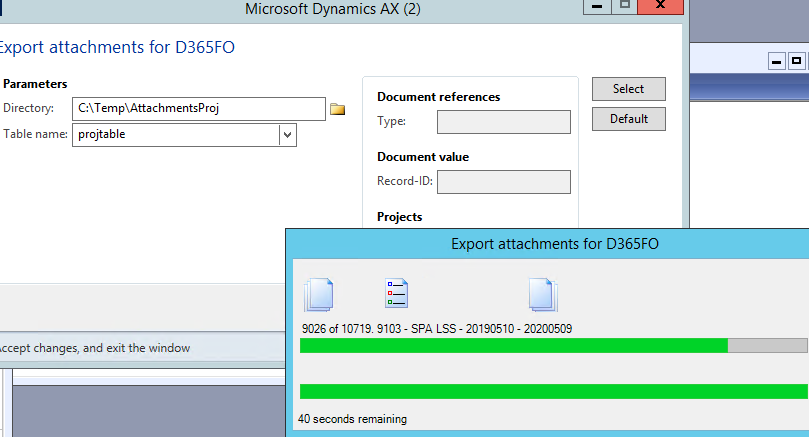 Microsoft Dynamics AX (2)
Export attachments for D365FO
Parameters
Directory: C:\Temp\AttachmentsProj
Table name: projtable
Document references
Type:
Document value
Record-ID:
Projects
Select
Default
Accept changes, and exit the window
Export attachments for D365FO
9026 of 10719. 9103 - SPA LSS - 20190510 - 20200509
40 seconds remaining